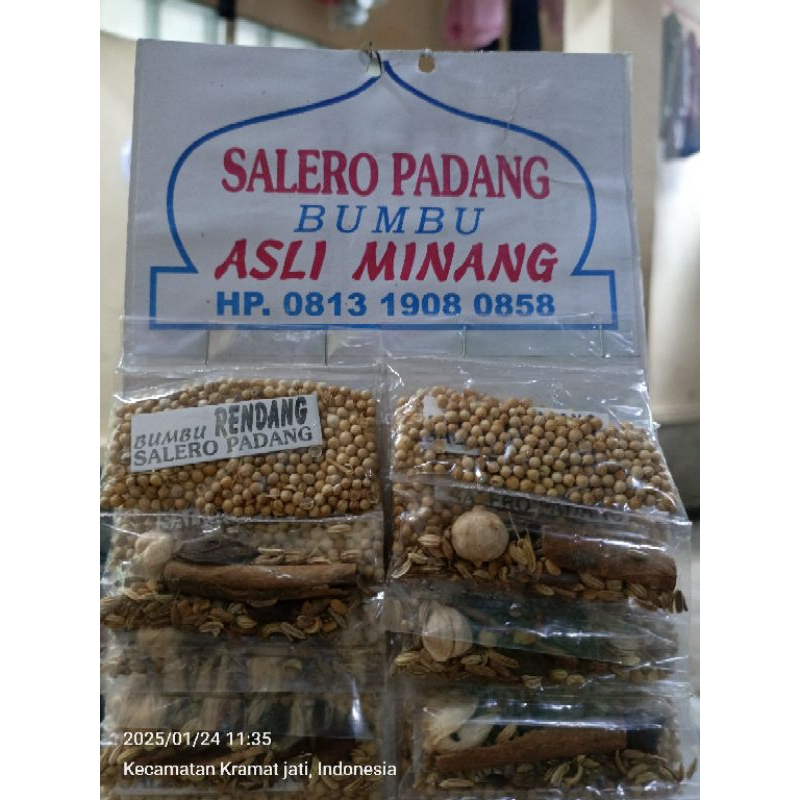 SALERO PADANG
BUMBU
ASLI MINANG
HP. 0813 1908 0858
BUMBU RENDANG
SALERO PADANG
2025/01/24 11:35
Kecamatan Kramat jati, Indonesia